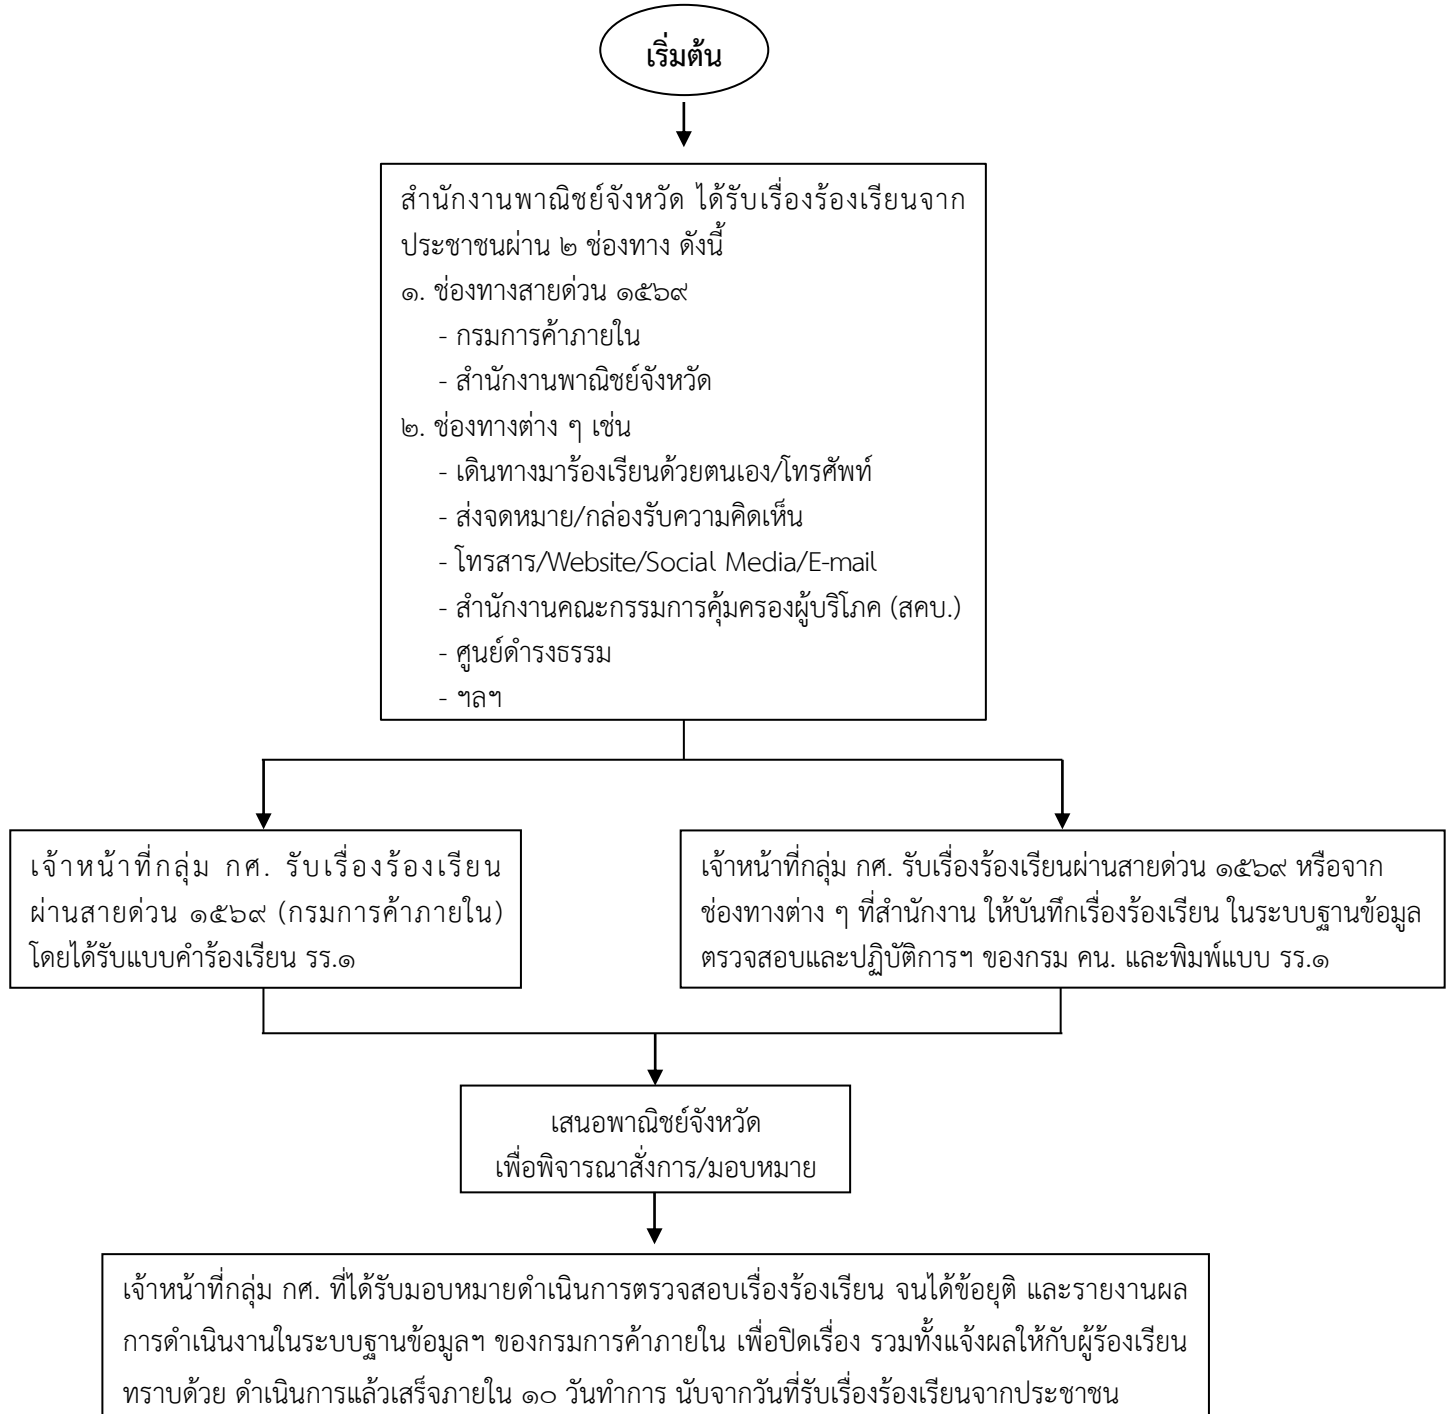 เริ่มต้น
สำนักงานพาณิชย์จังหวัด ได้รับเรื่องร้องเรียนจาก
ประชาชนผ่าน ๒ ช่องทาง ดังนี้
๑. ช่องทางสายด่วน ๑๕๖๙
- กรมการค้าภายใน
- สำนักงานพาณิชย์จังหวัด
๒. ช่องทางต่าง ๆ เช่น
- เดินทางมาร้องเรียนด้วยตนเอง/โทรศัพท์
- ส่งจดหมาย/กล่องรับความคิดเห็น
- โทรสาร/Website/Social Media/E-mail
- สำนักงานคณะกรรมการคุ้มครองผู้บริโภค (สคบ.)
- ศูนย์ดำรงธรรม
- ฯลฯ
เจ้าหน้าที่กลุ่ม กศ. รับเรื่องร้องเรียน
ผ่านสายด่วน ๑๕๖๙ (กรมการค้าภายใน)
โดยได้รับแบบคำร้องเรียน รร.๑
เจ้าหน้าที่กลุ่ม กศ. รับเรื่องร้องเรียนผ่านสายด่วน ๑๕๖๙ หรือจาก
ช่องทางต่าง ๆ ที่สำนักงาน ให้บันทึกเรื่องร้องเรียน ในระบบฐานข้อมูล
ตรวจสอบและปฏิบัติการฯ ของกรม คน. และพิมพ์แบบ รร.๑
เสนอพาณิชย์จังหวัด
เพื่อพิจารณาสั่งการ/มอบหมาย
เจ้าหน้าที่กลุ่ม กศ. ที่ได้รับมอบหมายดำเนินการตรวจสอบเรื่องร้องเรียน จนได้ข้อยุติ และรายงานผล
การดำเนินงานในระบบฐานข้อมูลฯ ของกรมการค้าภายใน เพื่อปิดเรื่อง รวมทั้งแจ้งผลให้กับผู้ร้องเรียน
ทราบด้วย ดำเนินการแล้วเสร็จภายใน ๑๐ วันทำการ นับจากวันที่รับเรื่องร้องเรียนจากประชาชน